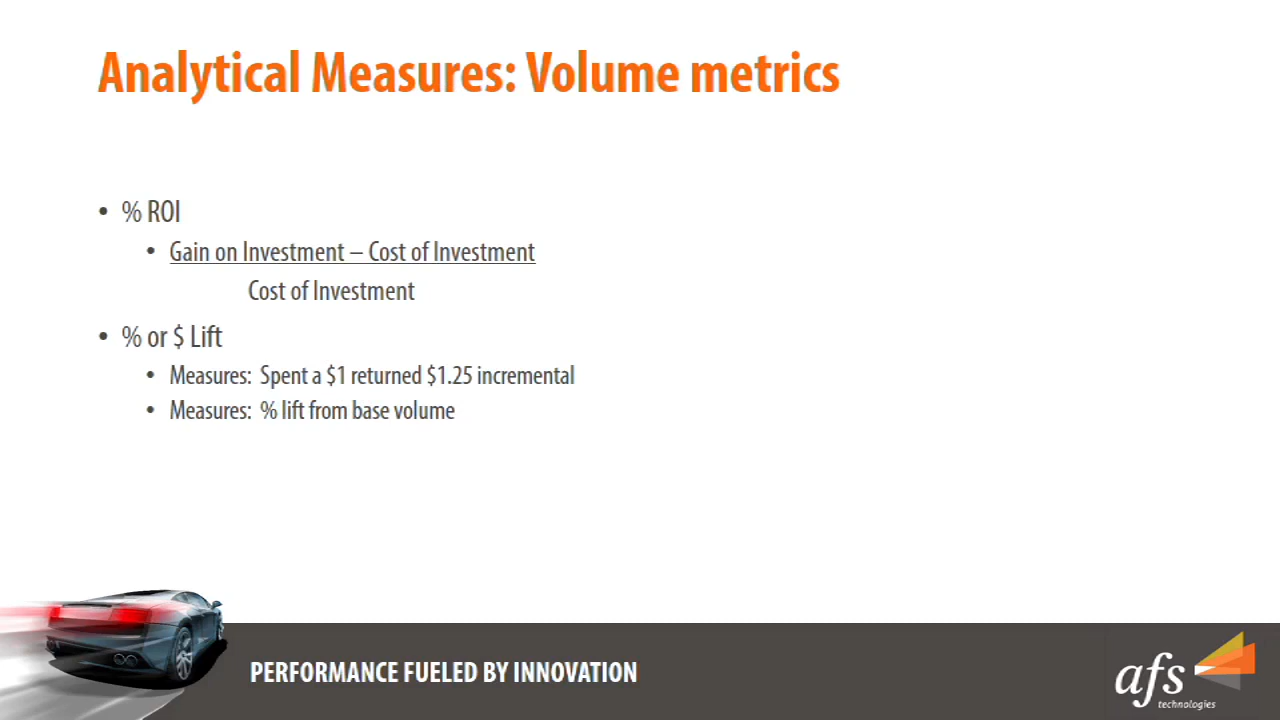 Analytical Measures: Volume metrics
• % ROI
• Gain on Investment – Cost of Investment
Cost of Investment
• % or $ Lift
• Measures: Spent a $1 returned $1.25 incremental
• Measures: % lift from base volume
PERFORMANCE FUELED BY INNOVATION
afs
technologies